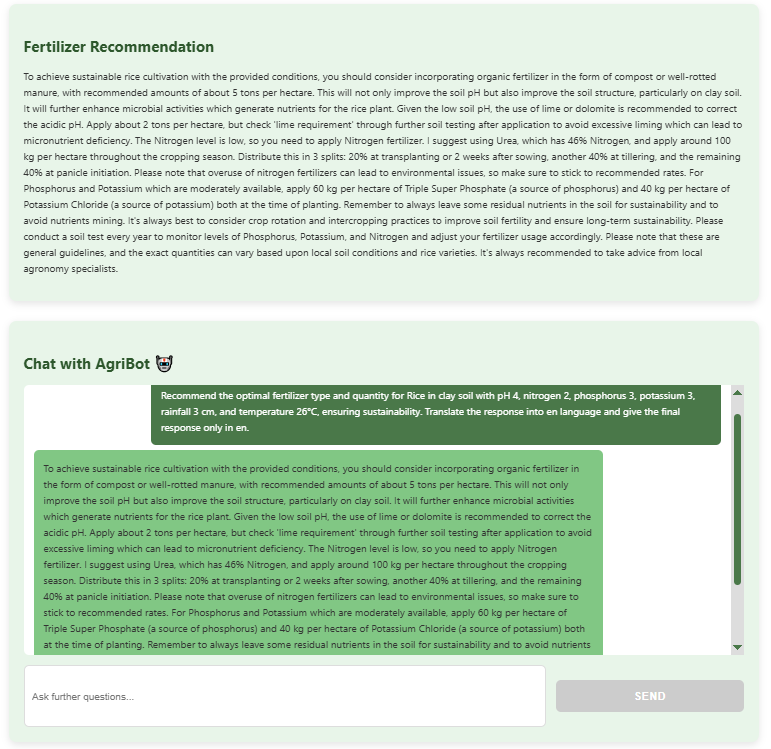 Fertilizer Recommendation
To achieve sustainable rice cultivation with the provided conditions, you should consider incorporating organic fertilizer in the form of compost or well-rotted
manure, with recommended amounts of about 5 tons per hectare. This will not only improve the soil pH but also improve the soil structure, particularly on clay soil.
It will further enhance microbial activities which generate nutrients for the rice plant. Given the low soil pH, the use of lime or dolomite is recommended to correct
the acidic pH. Apply about 2 tons per hectare, but check 'lime requirement' through further soil testing after application to avoid excessive liming which can lead to
micronutrient deficiency. The Nitrogen level is low, so you need to apply Nitrogen fertilizer. I suggest using Urea, which has 46% Nitrogen, and apply around 100
kg per hectare throughout the cropping season. Distribute this in 3 splits: 20% at transplanting or 2 weeks after sowing, another 40% at tillering, and the remaining
40% at panicle initiation. Please note that overuse of nitrogen fertilizers can lead to environmental issues, so make sure to stick to recommended rates. For
Phosphorus and Potassium which are moderately available, apply 60 kg per hectare of Triple Super Phosphate (a source of phosphorus) and 40 kg per hectare of
Potassium Chloride (a source of potassium) both at the time of planting. Remember to always leave some residual nutrients in the soil for sustainability and to
avoid nutrients mining. It's always best to consider crop rotation and intercropping practices to improve soil fertility and ensure long-term sustainability. Please
conduct a soil test every year to monitor levels of Phosphorus, Potassium, and Nitrogen and adjust your fertilizer usage accordingly. Please note that these are
general guidelines, and the exact quantities can vary based upon local soil conditions and rice varieties. It's always recommended to take advice from local
agronomy specialists.
Chat with AgriBot
Recommend the optimal fertilizer type and quantity for Rice in clay soil with pH 4, nitrogen 2, phosphorus 3, potassium 3,
rainfall 3 cm, and temperature 26°C, ensuring sustainability. Translate the response into en language and give the final
response only in en.
To achieve sustainable rice cultivation with the provided conditions, you should consider incorporating organic fertilizer in
the form of compost or well-rotted manure, with recommended amounts of about 5 tons per hectare. This will not only
improve the soil pH but also improve the soil structure, particularly on clay soil. It will further enhance microbial activities
which generate nutrients for the rice plant. Given the low soil pH, the use of lime or dolomite is recommended to correct the
acidic pH. Apply about 2 tons per hectare, but check 'lime requirement' through further soil testing after application to avoid
excessive liming which can lead to micronutrient deficiency. The Nitrogen level is low, so you need to apply Nitrogen
fertilizer. I suggest using Urea, which has 46% Nitrogen, and apply around 100 kg per hectare throughout the cropping
season. Distribute this in 3 splits: 20% at transplanting or 2 weeks after sowing, another 40% at tillering, and the remaining
40% at panicle initiation. Please note that overuse of nitrogen fertilizers can lead to environmental issues, so make sure to
stick to recommended rates. For Phosphorus and Potassium which are moderately available, apply 60 kg per hectare of
Triple Super Phosphate (a source of phosphorus) and 40 kg per hectare of Potassium Chloride (a source of potassium) both
at the time of planting. Remember to always leave some residual nutrients in the soil for sustainability and to avoid nutrients
Ask further questions...
SEND